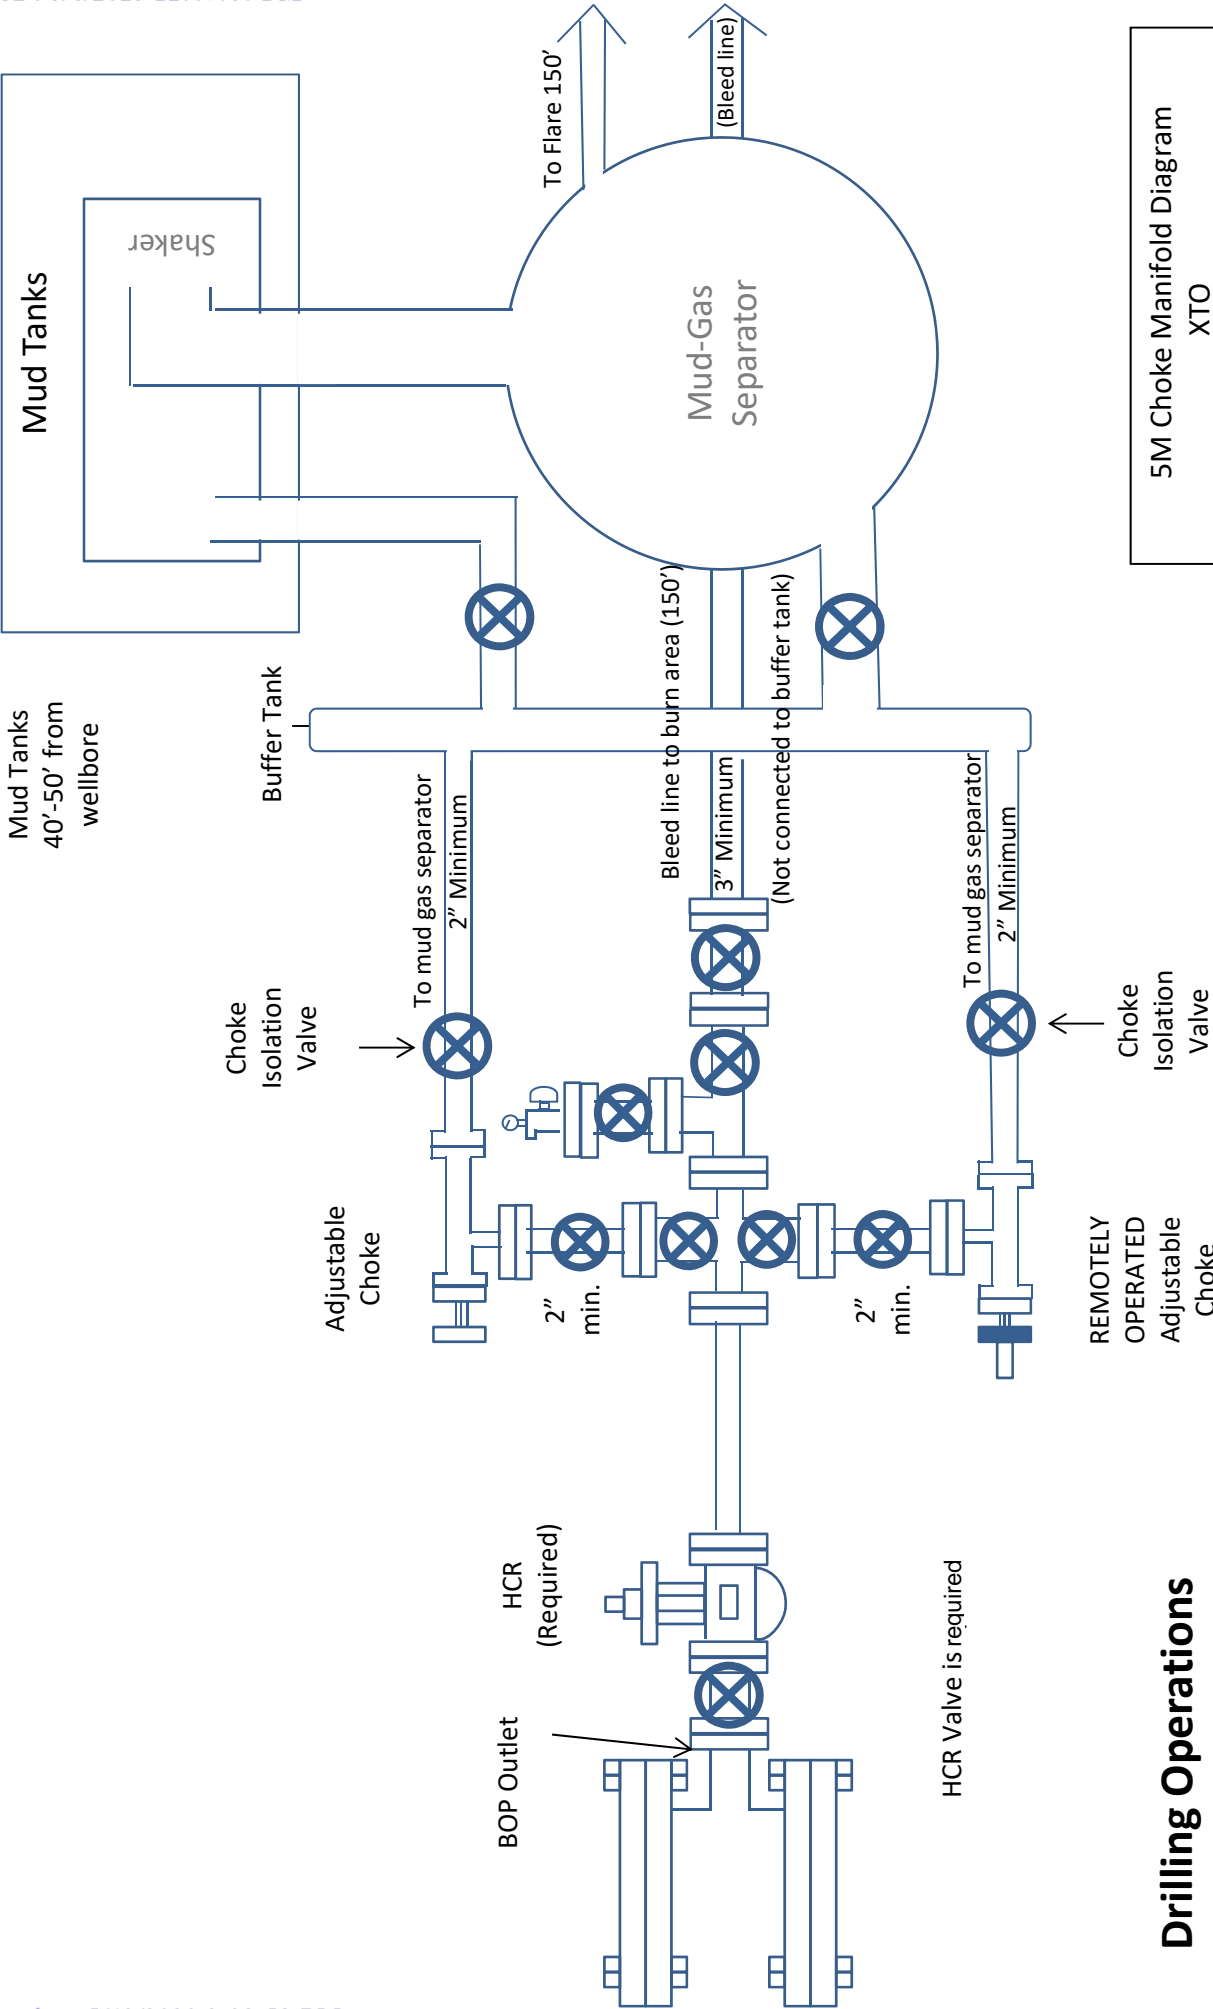 Mud Tanks
40’-50’ from
wellbore
Mud Tanks
Shaker
Buffer Tank
Choke
Isolation
Valve
Adjustable
Choke
To mud gas separator
2” Minimum
To Flare 150’
(Bleed line)
Mud-Gas
Separator
HCR
(Required)
BOP Outlet
2”
min.
Bleed line to burn area (150’)
3” Minimum
(Not connected to buffer tank)
2”
min.
To mud gas separator
2” Minimum
HCR Valve is required
REMOTELY
OPERATED
Adjustable
Choke
Choke
Isolation
Valve
Drilling Operations
5M Choke Manifold Diagram
XTO